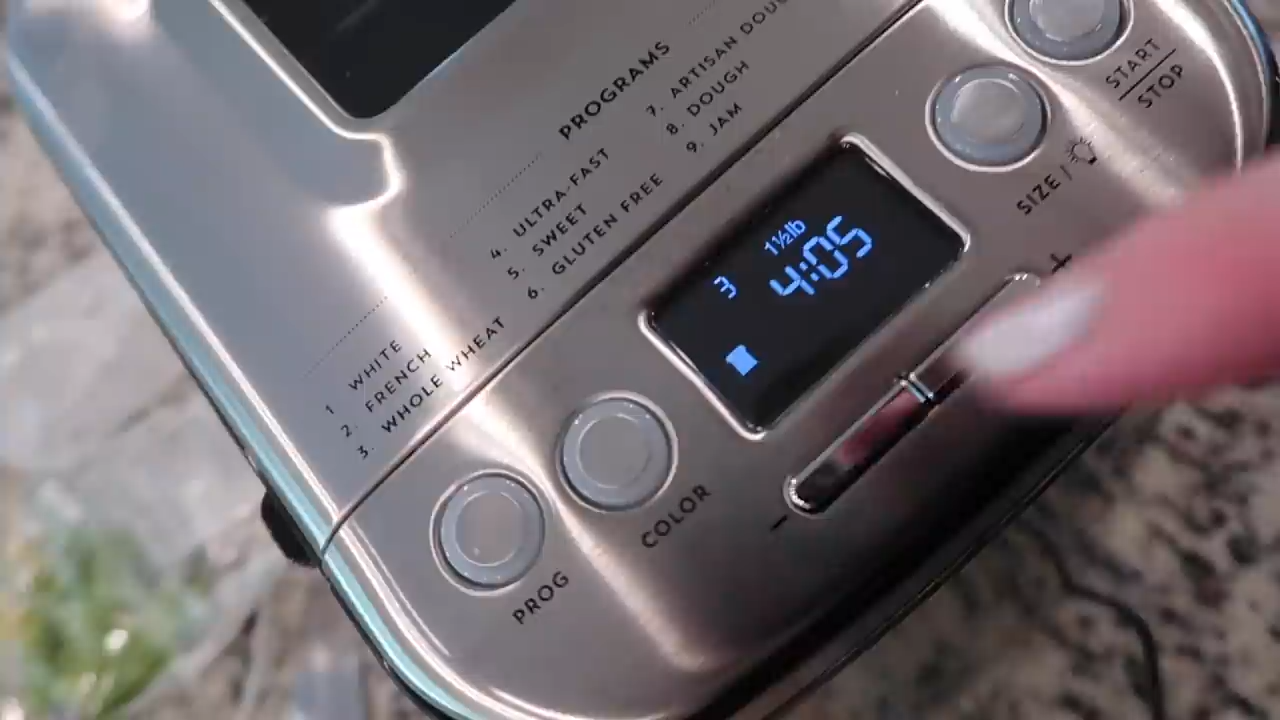 PROGRAMS
1 WHITE
2. FRENCH
3. WHOLE WHEAT
4. ULTRA-FAST
5. SWEET
6. GLUTEN FREE
7. ARTISAN DOUG
8. DOUGH
9. JAM
3 1½lb
4:05
PROG
COLOR
- +
SIZE /
START
STOP